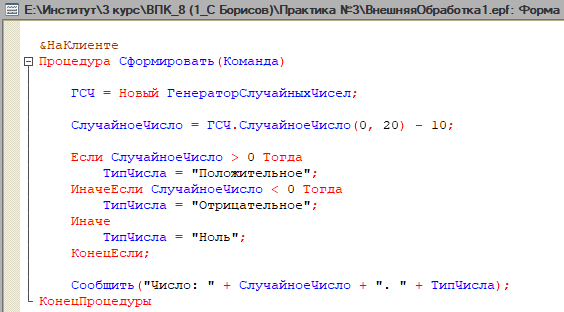 E:\Институт\3 курс\ВПК_8 (1_С Борисов)\Практика №3\ВнешняяОбработка1.epf: Форма
&НаКлиенте
Процедура Сформировать(Команда)
ГСЧ = Новый ГенераторСлучайныхЧисел;
СлучайноеЧисло = ГСЧ.СлучайноеЧисло(0, 20) - 10;
Если СлучайноеЧисло > 0 Тогда
ТипЧисла = "Положительное";
ИначеЕсли СлучайноеЧисло < 0 Тогда
ТипЧисла = "Отрицательное";
Иначе
ТипЧисла = "Ноль";
КонецЕсли;
Сообщить("Число: " + СлучайноеЧисло + ". " + ТипЧисла);
КонецПроцедуры